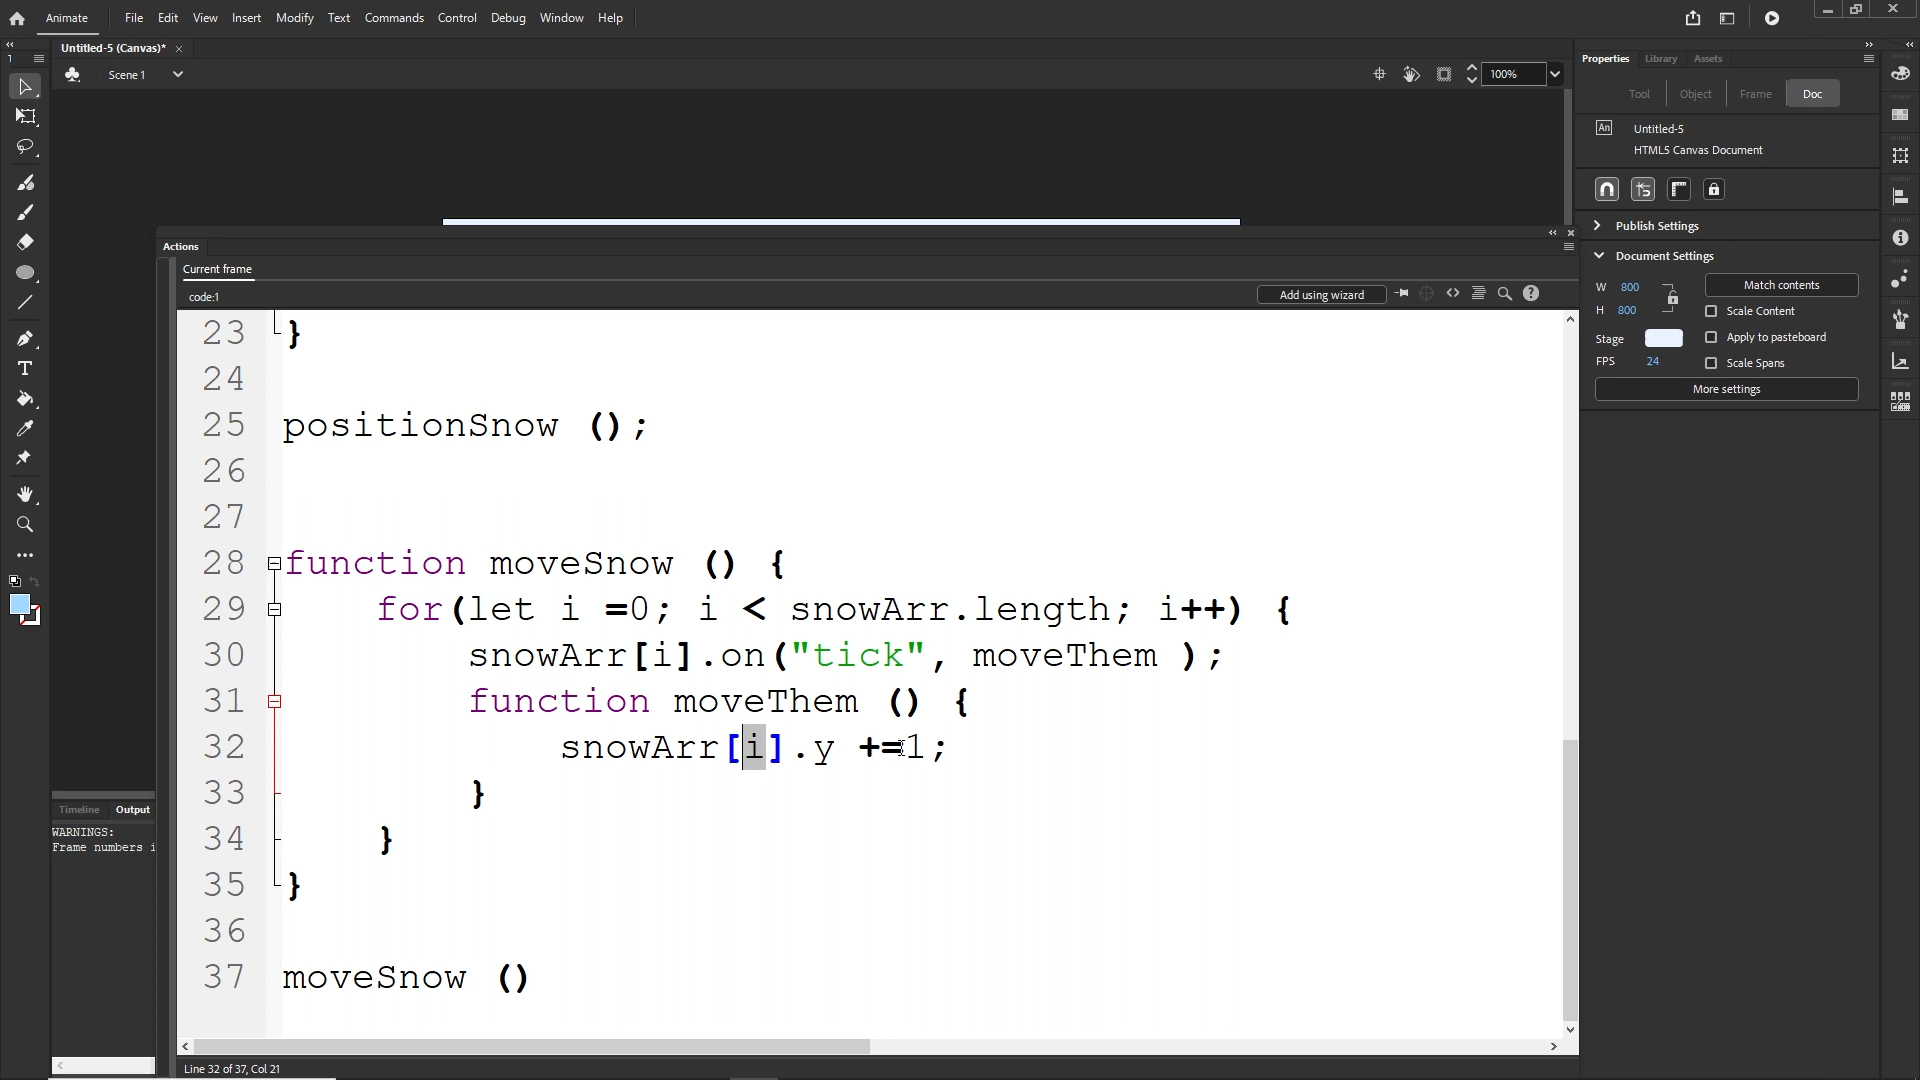 Animate File Edit View Insert Modify Text Commands Control Debug Window Help
Untitled-5 (Canvas)*
Scene 1
100%
Properties Library Assets
Tool Object Frame Doc
An Untitled-5
HTML5 Canvas Document
Publish Settings
Document Settings
W 800 Match contents
H 800 Scale Content
Stage Apply to pasteboard
FPS 24 Scale Spans
More settings
Actions
Current frame
code:1
Add using wizard
23 }
24
25 positionSnow ();
26
27
28 function moveSnow () {
29 for(let i =0; i < snowArr.length; i++) {
30 snowArr[i].on("tick", moveThem );
31 function moveThem () {
32 snowArr[i].y +=1;
33 }
34 }
35 }
36
37 moveSnow ()
Line 32 of 37, Col 21
Timeline Output
WARNINGS:
Frame numbers i